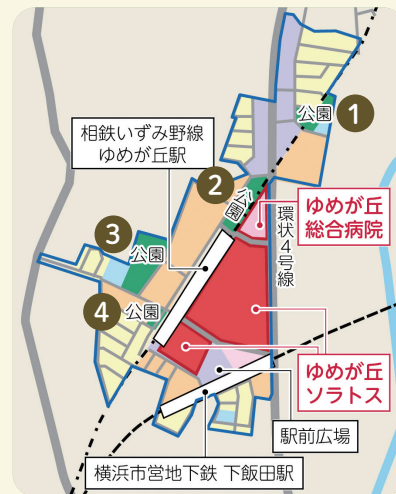 公園
1
相鉄いずみ野線
ゆめが丘駅
2
公園
ゆめが丘
総合病院
環状4号線
3
公園
4
公園
ゆめが丘
ソラトス
駅前広場
横浜市営地下鉄 下飯田駅